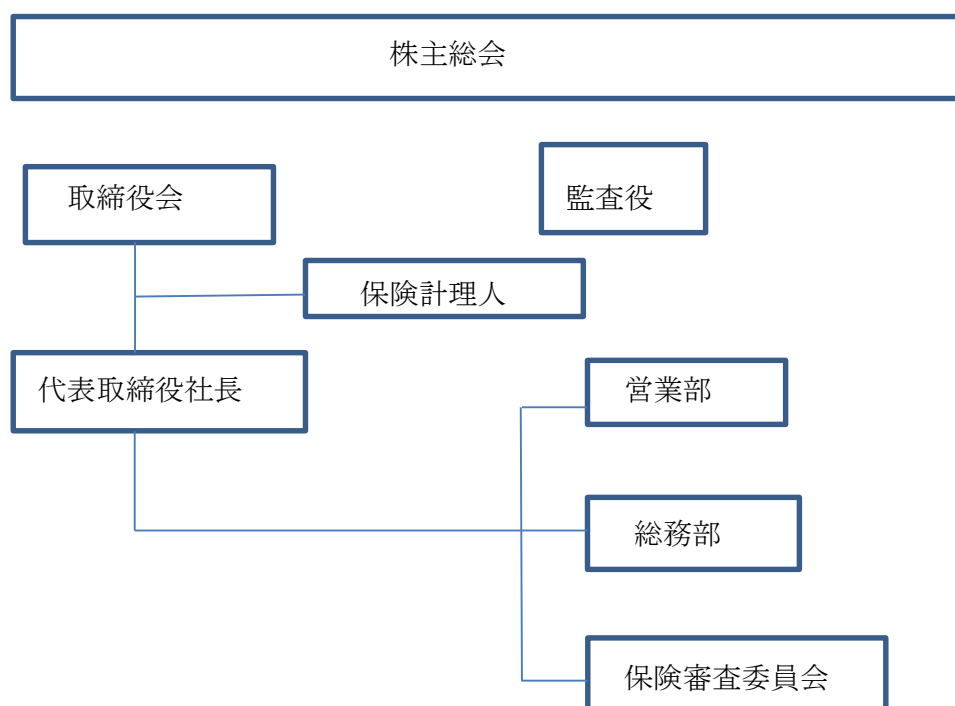 株主総会
取締役会
監査役
保険計理人
代表取締役社長
営業部
総務部
保険審査委員会